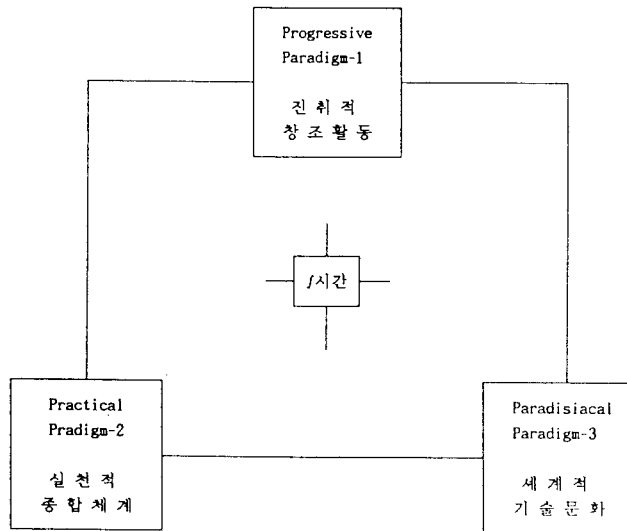 Progressive
Paradigm-1
진취적
창조활동
∫시간
Practical
Pradigm-2
실천적
종합체계
Paradisiacal
Paradigm-3
세계적
기술문화